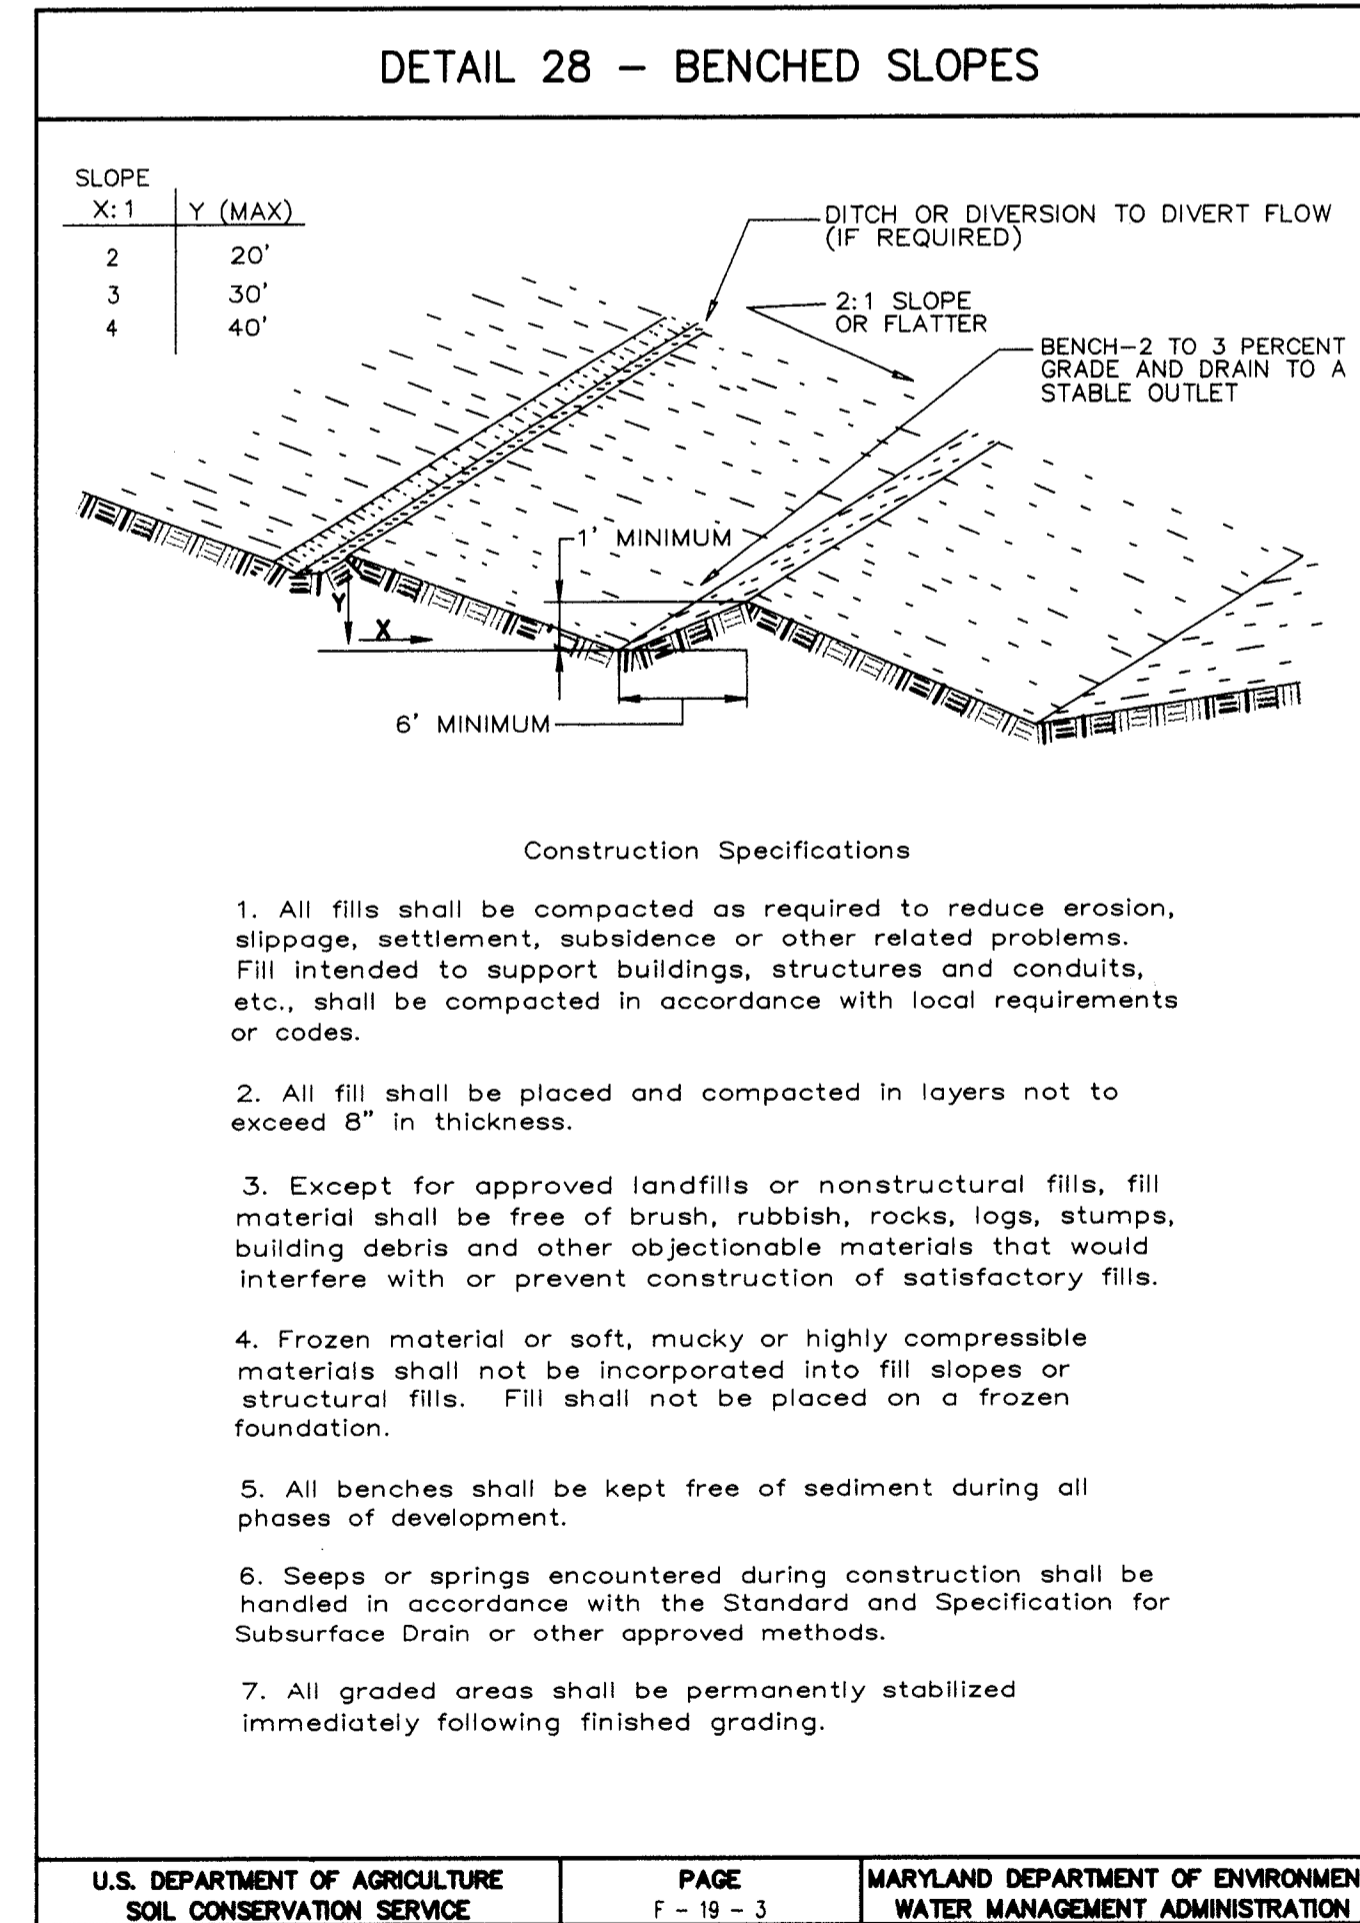 DETAIL 28 – BENCHED SLOPES
SLOPE
X: 1 Y (MAX)
2 20'
3 30'
4 40'
DITCH OR DIVERSION TO DIVERT FLOW
(IF REQUIRED)
2:1 SLOPE
OR FLATTER
BENCH–2 TO 3 PERCENT
GRADE AND DRAIN TO A
STABLE OUTLET
1' MINIMUM
Y
X
6' MINIMUM
Construction Specifications
1. All fills shall be compacted as required to reduce erosion,
slippage, settlement, subsidence or other related problems.
Fill intended to support buildings, structures and conduits,
etc., shall be compacted in accordance with local requirements
or codes.
2. All fill shall be placed and compacted in layers not to
exceed 8" in thickness.
3. Except for approved landfills or nonstructural fills, fill
material shall be free of brush, rubbish, rocks, logs, stumps,
building debris and other objectionable materials that would
interfere with or prevent construction of satisfactory fills.
4. Frozen material or soft, mucky or highly compressible
materials shall not be incorporated into fill slopes or
structural fills. Fill shall not be placed on a frozen
foundation.
5. All benches shall be kept free of sediment during all
phases of development.
6. Seeps or springs encountered during construction shall be
handled in accordance with the Standard and Specification for
Subsurface Drain or other approved methods.
7. All graded areas shall be permanently stabilized
immediately following finished grading.
U.S. DEPARTMENT OF AGRICULTURE
SOIL CONSERVATION SERVICE
PAGE
F – 19 – 3
MARYLAND DEPARTMENT OF ENVIRONMEN
WATER MANAGEMENT ADMINISTRATION